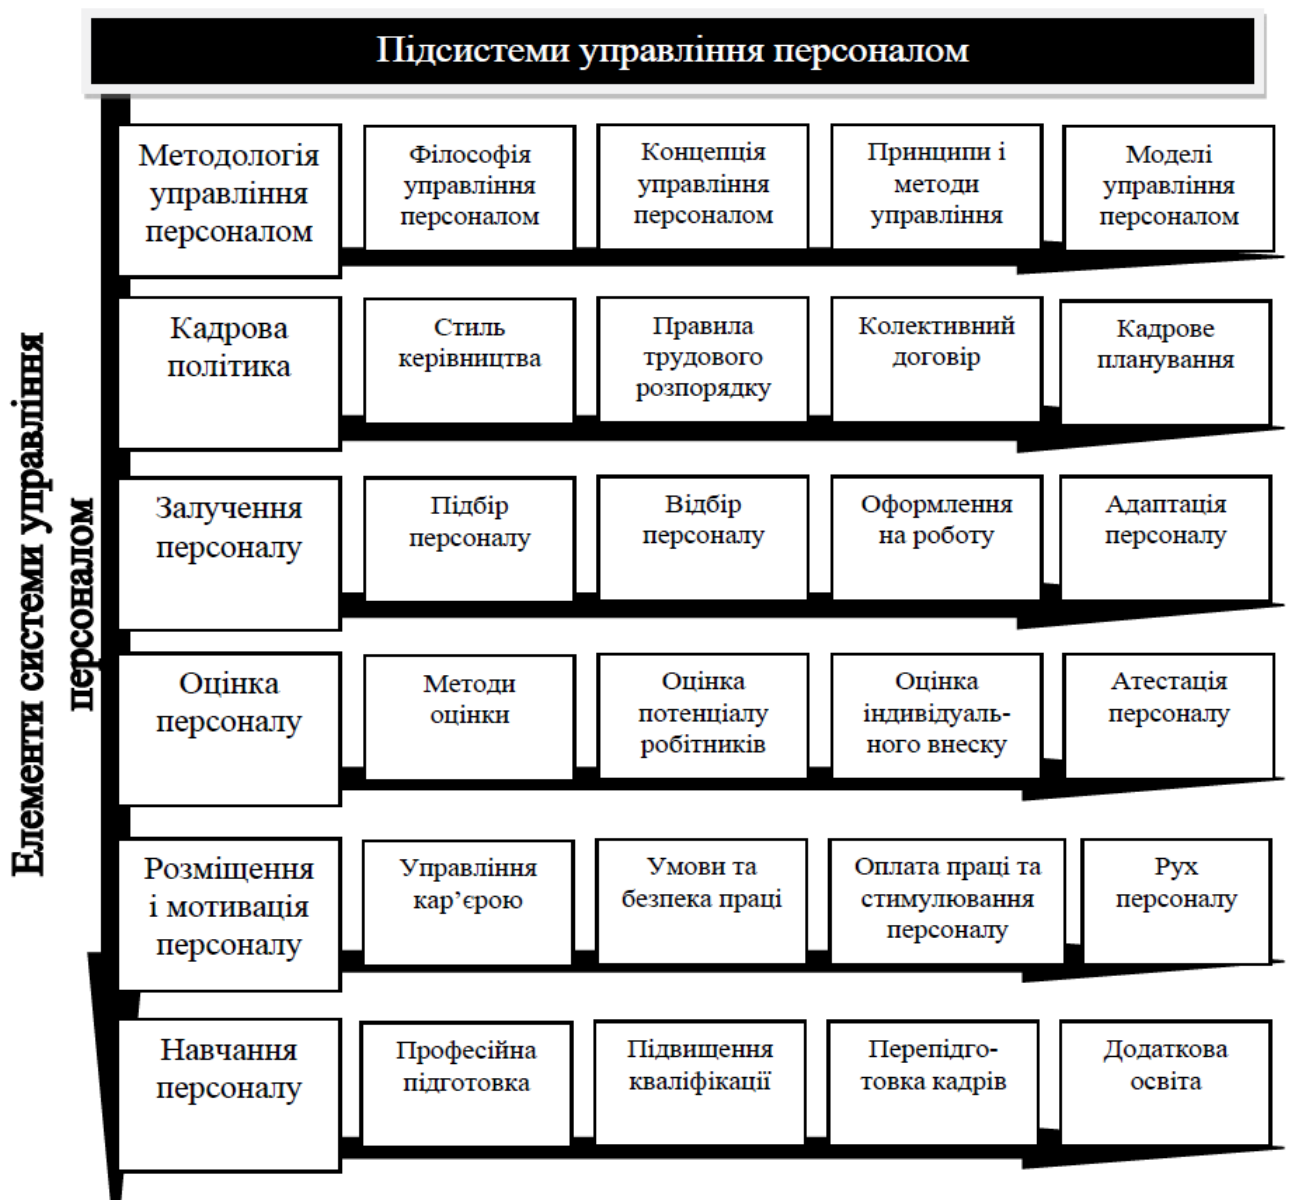 Підсистеми управління персоналом
Елементи системи управління
персоналом
Методологія
управління
персоналом
Філософія
управління
персоналом
Концепція
управління
персоналом
Принципи і
методи
управління
Моделі
управління
персоналом
Кадрова
політика
Стиль
керівництва
Правила
трудового
розпорядку
Колективний
договір
Кадрове
планування
Залучення
персоналу
Підбір
персоналу
Відбір
персоналу
Оформлення
на роботу
Адаптація
персоналу
Оцінка
персоналу
Методи
оцінки
Оцінка
потенціалу
робітників
Оцінка
індивідуаль-
ного внеску
Атестація
персоналу
Розміщення
і мотивація
персоналу
Управління
кар’єрою
Умови та
безпека праці
Оплата праці та
стимулювання
персоналу
Рух
персоналу
Навчання
персоналу
Професійна
підготовка
Підвищення
кваліфікації
Перепідго-
товка кадрів
Додаткова
освіта